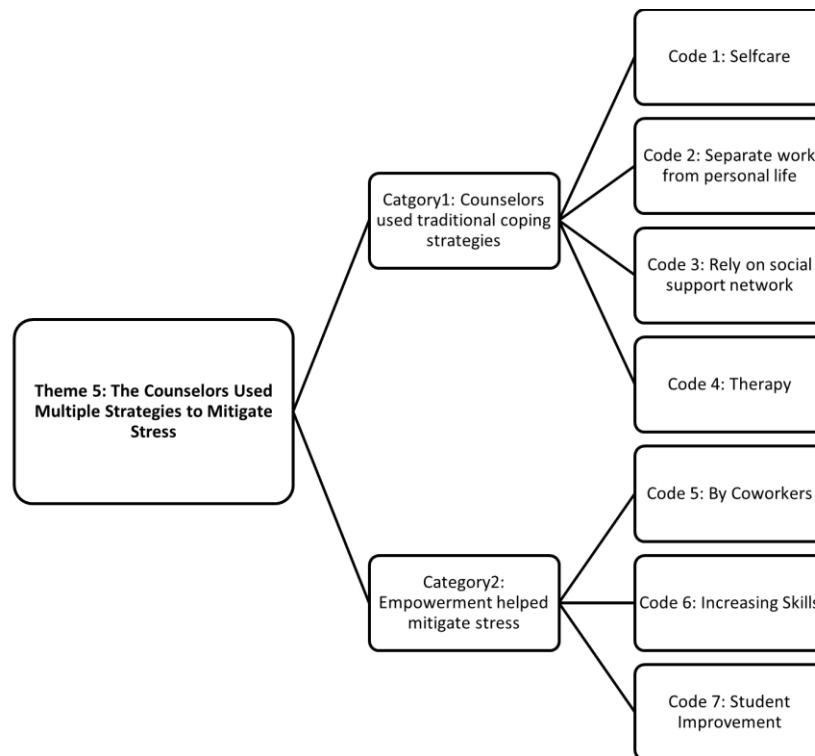 Theme 5: The Counselors Used
Multiple Strategies to Mitigate
Stress
Catgory1: Counselors
used traditional coping
strategies
Code 1: Selfcare
Code 2: Separate work
from personal life
Code 3: Rely on social
support network
Code 4: Therapy
Category2:
Empowerment helped
mitigate stress
Code 5: By Coworkers
Code 6: Increasing Skills
Code 7: Student
Improvement